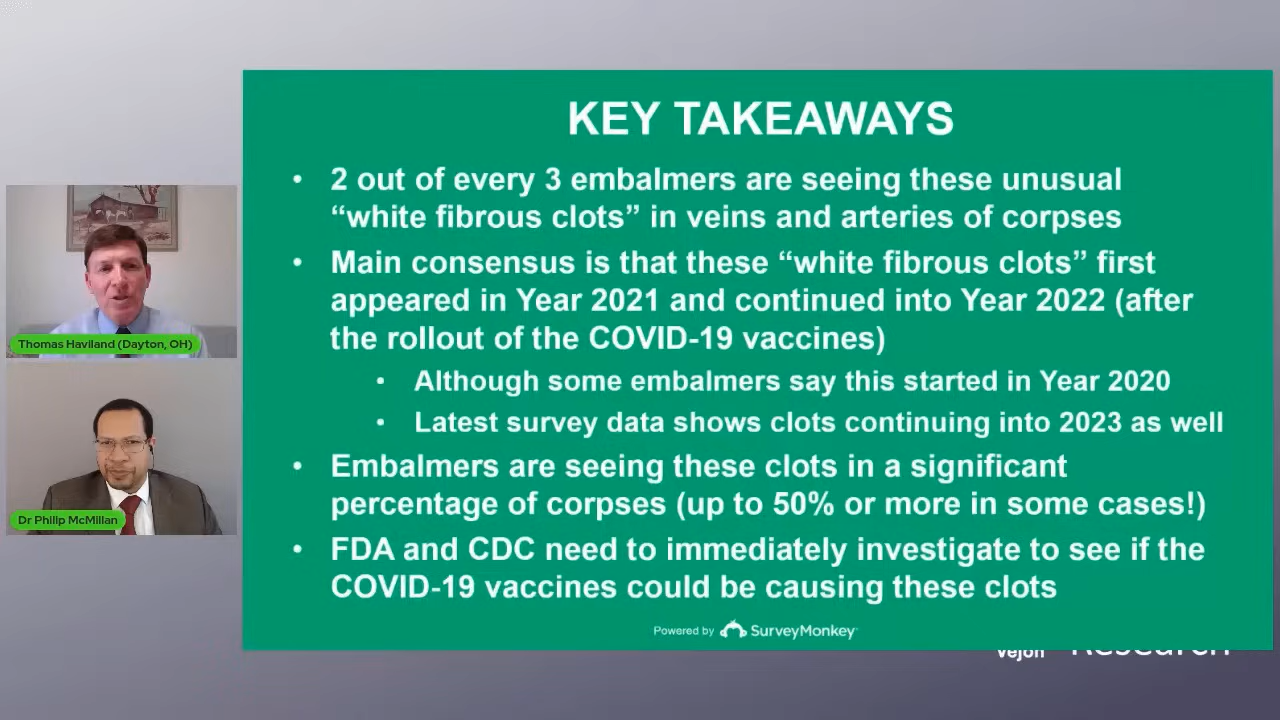 KEY TAKEAWAYS
• 2 out of every 3 embalmers are seeing these unusual
“white fibrous clots” in veins and arteries of corpses
• Main consensus is that these “white fibrous clots” first
appeared in Year 2021 and continued into Year 2022 (after
the rollout of the COVID-19 vaccines)
• Although some embalmers say this started in Year 2020
• Latest survey data shows clots continuing into 2023 as well
• Embalmers are seeing these clots in a significant
percentage of corpses (up to 50% or more in some cases!)
• FDA and CDC need to immediately investigate to see if the
COVID-19 vaccines could be causing these clots
Powered by SurveyMonkey
Thomas Haviland (Dayton, OH)
Dr Philip McMillan
Vejon Research